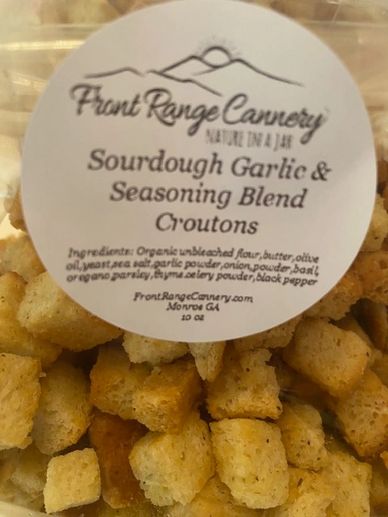 Front Range Cannery
NATURE IN A JAR
Sourdough Garlic &
Seasoning Blend
Croutons
Ingredients: Organic unbleached flour,butter,olive
oil,yeast,sea salt,garlic powder,onion,powder,basil,
oregano,parsley,thyme,celery powder,black pepper
FrontRangeCannery.com
Monroe GA
10 oz